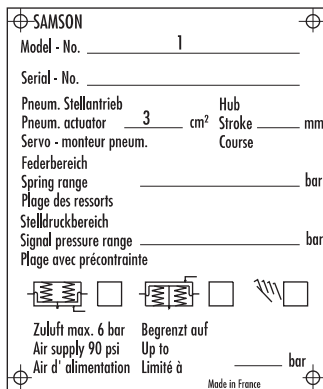 SAMSON
Model - No. 1
Serial - No.
Pneum. Stellantrieb Hub
Pneum. actuator 3 cm² Stroke mm
Servo - monteur pneum. Course
Federbereich
Spring range bar
Plage des ressorts
Stelldruckbereich
Signal pressure range bar
Plage avec précontrainte
Zuluft max. 6 bar Begrenzt auf
Air supply 90 psi Up to
Air d' alimentation Limité à bar
Made in France